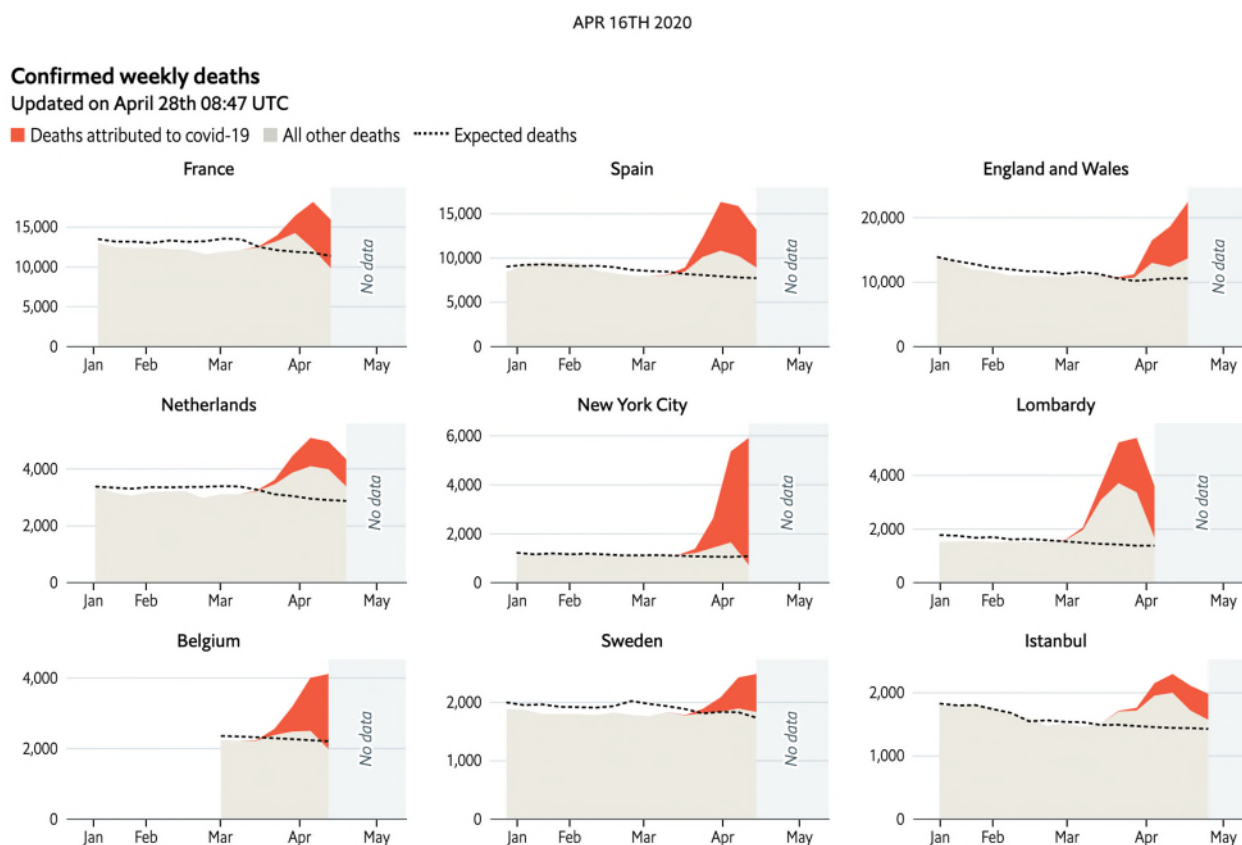 APR 16TH 2020
Confirmed weekly deaths
Updated on April 28th 08:47 UTC
Deaths attributed to covid-19 All other deaths Expected deaths
France Spain England and Wales
15,000
10,000
5,000
0
No data
Jan Feb Mar Apr May
15,000
10,000
5,000
0
No data
Jan Feb Mar Apr May
20,000
10,000
0
No data
Jan Feb Mar Apr May
Netherlands New York City Lombardy
4,000
2,000
0
No data
Jan Feb Mar Apr May
6,000
4,000
2,000
0
No data
Jan Feb Mar Apr May
4,000
2,000
0
No data
Jan Feb Mar Apr May
Belgium Sweden Istanbul
4,000
2,000
0
No data
Jan Feb Mar Apr May
2,000
1,000
0
No data
Jan Feb Mar Apr May
2,000
1,000
0
Jan Feb Mar Apr May